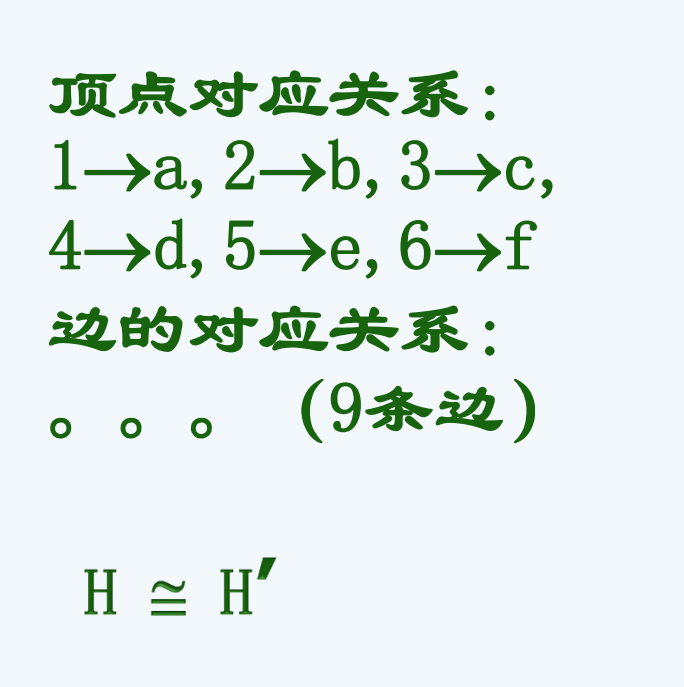 顶点对应关系:
1→a,2→b,3→c,
4→d,5→e,6→f
边的对应关系:
。。。 (9条边)
H ≅ H′